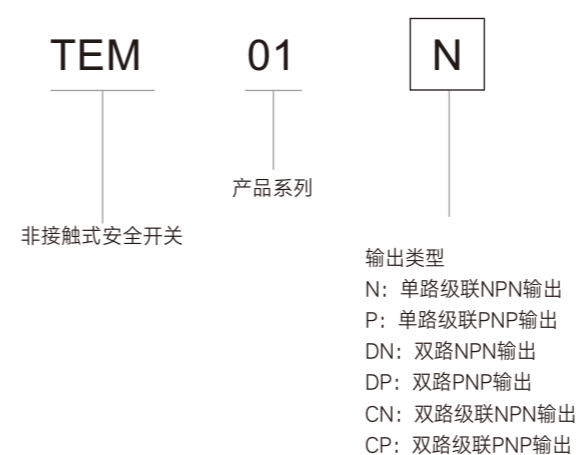 TEM 01 N
产品系列
非接触式安全开关
输出类型
N：单路级联NPN输出
P：单路级联PNP输出
DN：双路NPN输出
DP：双路PNP输出
CN：双路级联NPN输出
CP：双路级联PNP输出